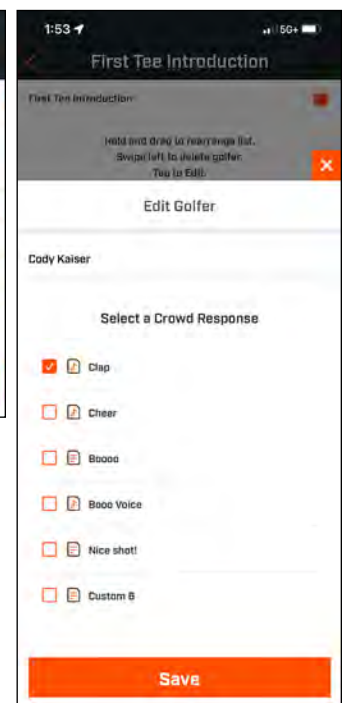 1:53
5G+
First Tee Introduction
First Tee Introduction
Hold and drag to rearrange list.
Swipe left to delete golfer.
Tap to Edit.
Edit Golfer
Cody Kaiser
Select a Crowd Response
Clap
Cheer
Boooo
Booo Voice
Nice shot!
Custom 6
Save